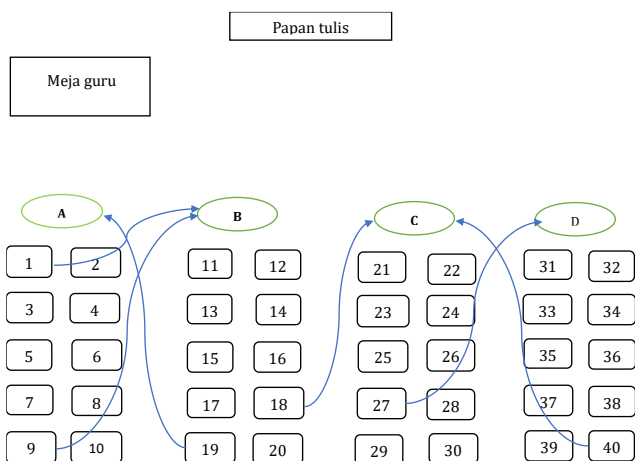 Papan tulis
Meja guru
A B C D
1 2 11 12 21 22 31 32
3 4 13 14 23 24 33 34
5 6 15 16 25 26 35 36
7 8 17 18 27 28 37 38
9 10 19 20 29 30 39 40